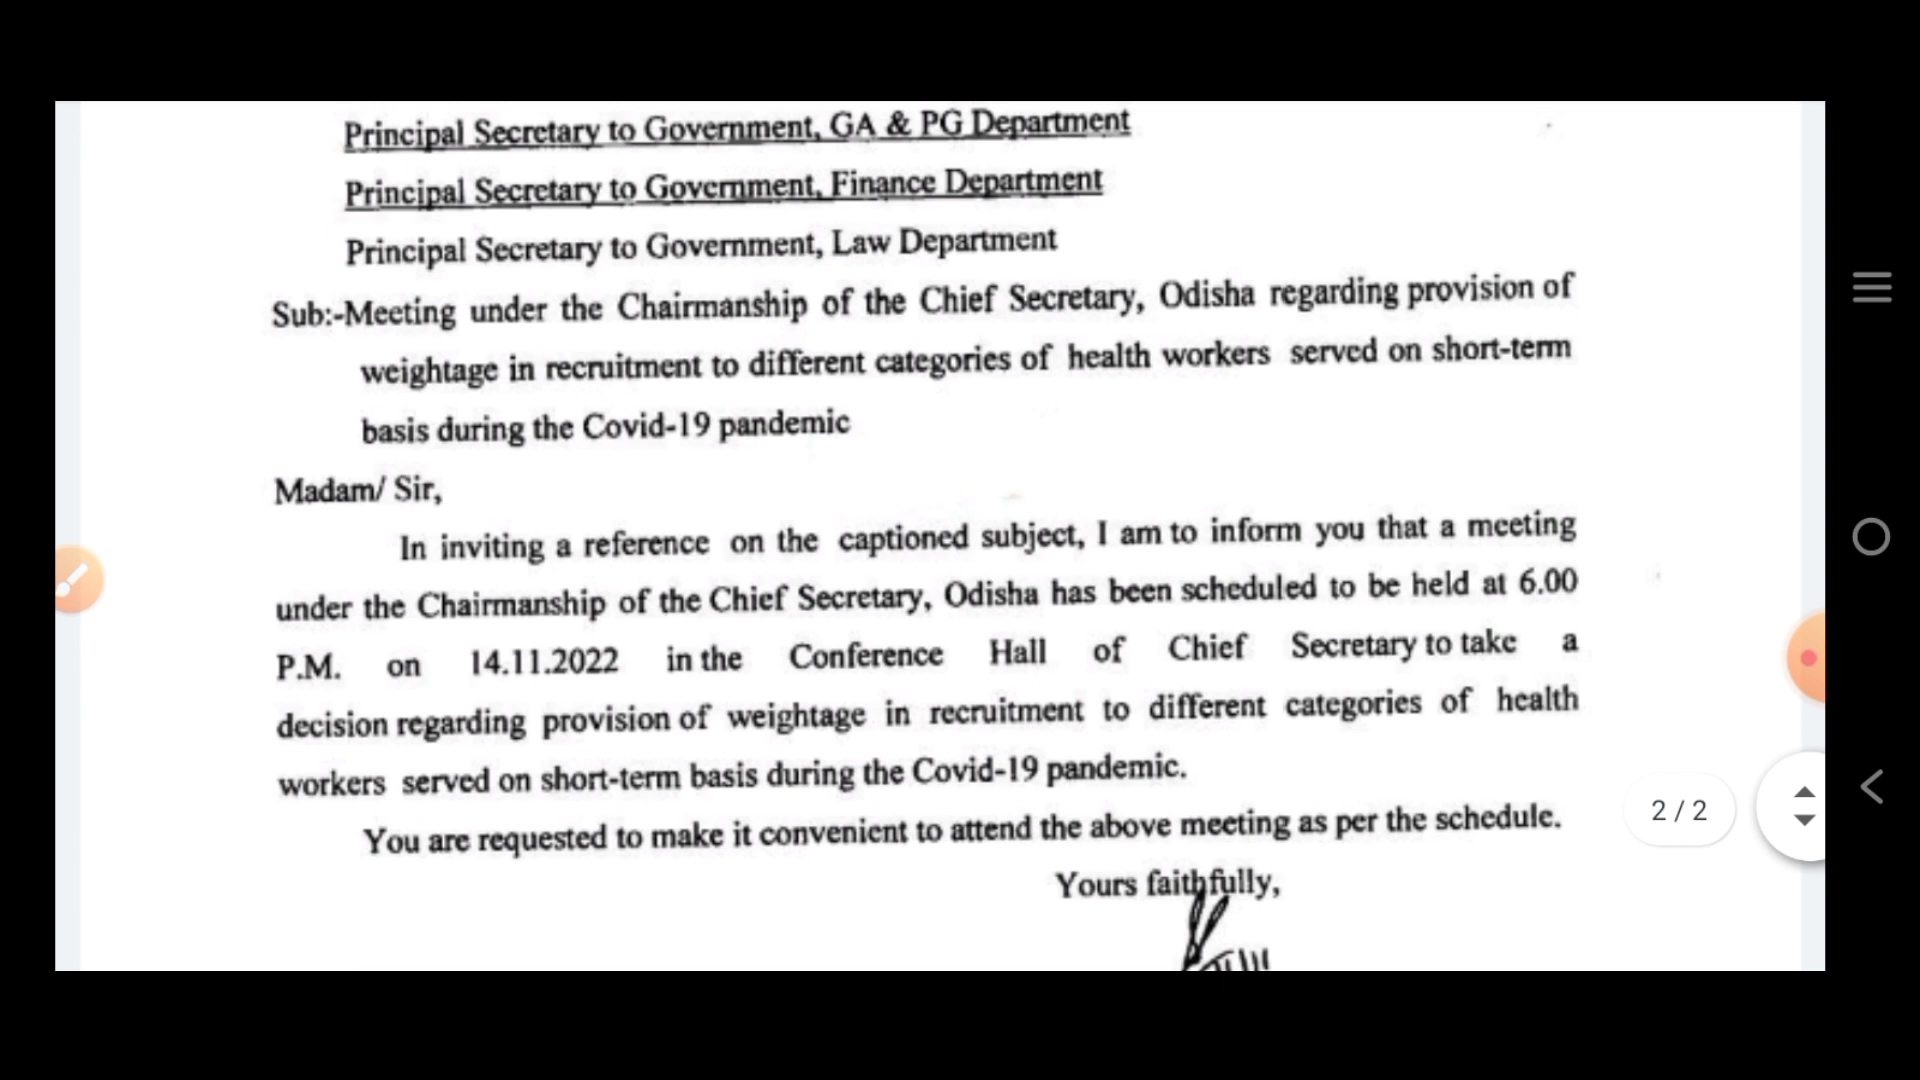 Principal Secretary to Government, GA & PG Department
Principal Secretary to Government, Finance Department
Principal Secretary to Government, Law Department
Sub:-Meeting under the Chairmanship of the Chief Secretary, Odisha regarding provision of
weightage in recruitment to different categories of health workers served on short-term
basis during the Covid-19 pandemic
Madam/ Sir,
In inviting a reference on the captioned subject, I am to inform you that a meeting
under the Chairmanship of the Chief Secretary, Odisha has been scheduled to be held at 6.00
P.M. on 14.11.2022 in the Conference Hall of Chief Secretary to take a
decision regarding provision of weightage in recruitment to different categories of health
workers served on short-term basis during the Covid-19 pandemic.
You are requested to make it convenient to attend the above meeting as per the schedule.
Yours faithfully,
2 / 2